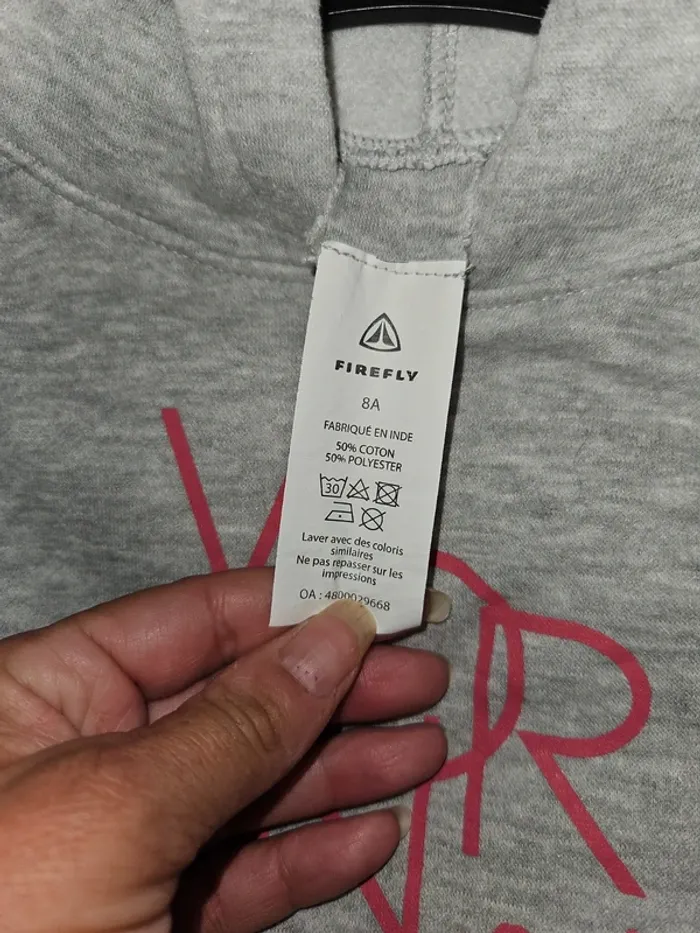 FIREFLY
8A
FABRIQUÉ EN INDE
50% COTON
50% POLYESTER
30
Laver avec des coloris
similaires
Ne pas repasser sur les
impressions
OA : 4800029668